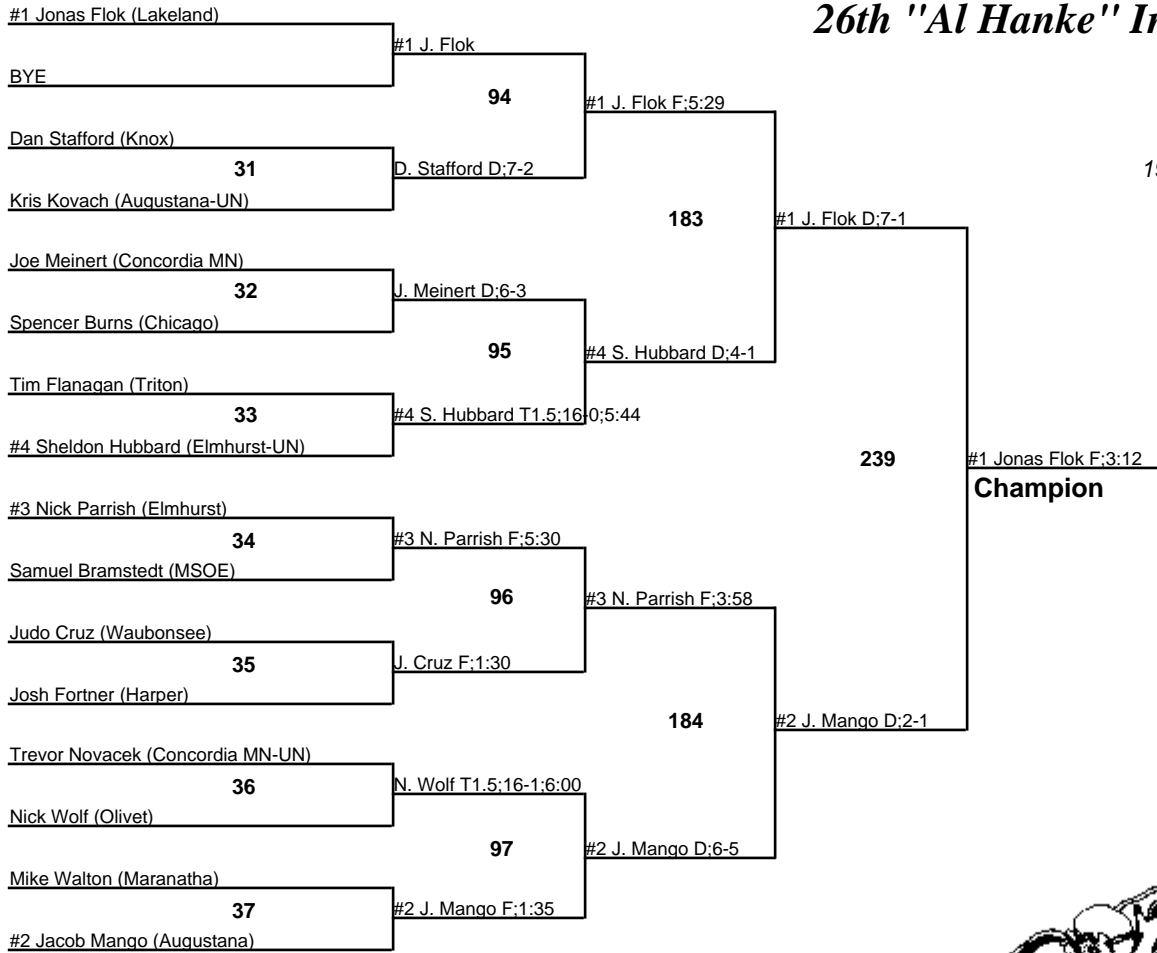 26th "Al Hanke" In
19
#1 Jonas Flok (Lakeland)
BYE
Dan Stafford (Knox)
31
Kris Kovach (Augustana-UN)
Joe Meinert (Concordia MN)
32
Spencer Burns (Chicago)
Tim Flanagan (Triton)
33
#4 Sheldon Hubbard (Elmhurst-UN)
#3 Nick Parrish (Elmhurst)
34
Samuel Bramstedt (MSOE)
Judo Cruz (Waubonsee)
35
Josh Fortner (Harper)
Trevor Novacek (Concordia MN-UN)
36
Nick Wolf (Olivet)
Mike Walton (Maranatha)
37
#2 Jacob Mango (Augustana)
#1 J. Flok
94
D. Stafford D;7-2
J. Meinert D;6-3
95
#4 S. Hubbard T1.5;16-0;5:44
#3 N. Parrish F;5:30
96
J. Cruz F;1:30
N. Wolf T1.5;16-1;6:00
97
#2 J. Mango F;1:35
#1 J. Flok F;5:29
183
#4 S. Hubbard D;4-1
#3 N. Parrish F;3:58
184
#2 J. Mango D;6-5
#1 J. Flok D;7-1
239
#2 J. Mango D;2-1
#1 Jonas Flok F;3:12
Champion